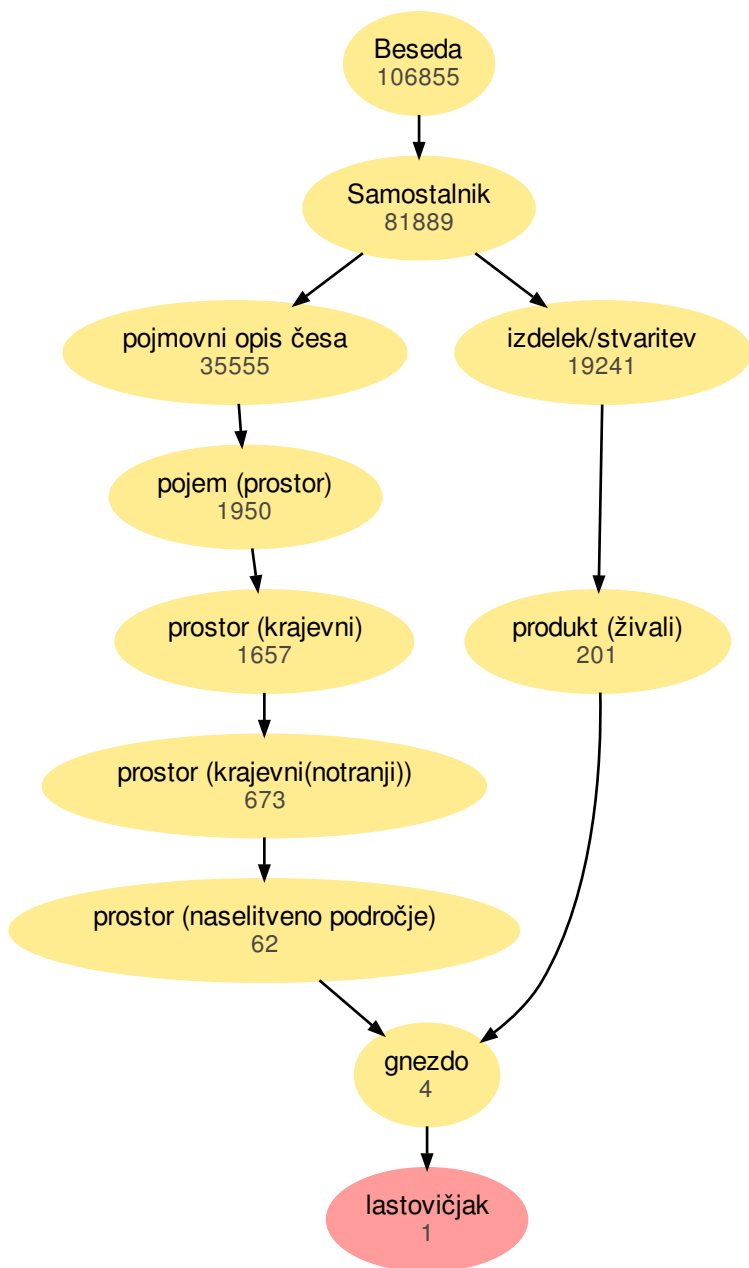 Beseda
106855
Samostalnik
81889
pojmovni opis česa
35555
izdelek/stvaritev
19241
pojem (prostor)
1950
prostor (krajevni)
1657
produkt (živali)
201
prostor (krajevni(notranji))
673
prostor (naselitveno področje)
62
gnezdo
4
lastovičjak
1